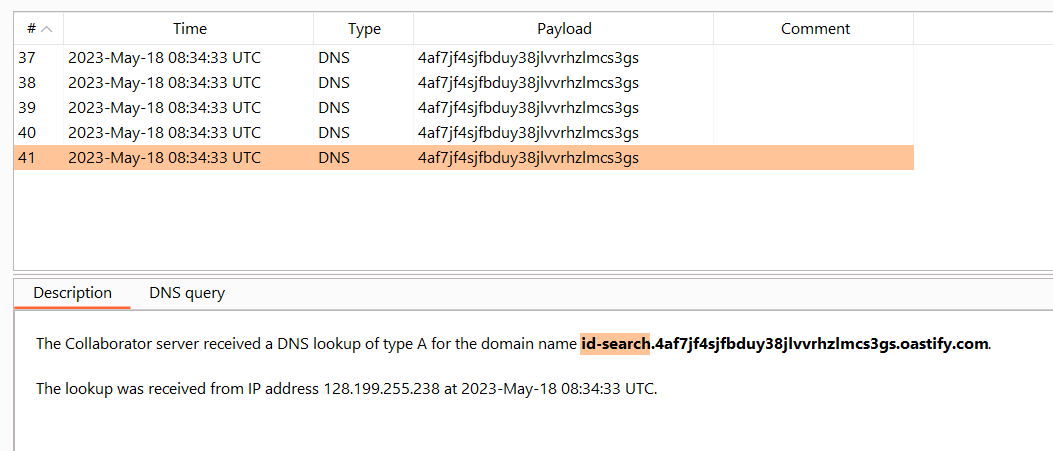 # Time Type Payload Comment
37 2023-May-18 08:34:33 UTC DNS 4af7jf4sjfbduy38jlvvrhzlmcs3gs
38 2023-May-18 08:34:33 UTC DNS 4af7jf4sjfbduy38jlvvrhzlmcs3gs
39 2023-May-18 08:34:33 UTC DNS 4af7jf4sjfbduy38jlvvrhzlmcs3gs
40 2023-May-18 08:34:33 UTC DNS 4af7jf4sjfbduy38jlvvrhzlmcs3gs
41 2023-May-18 08:34:33 UTC DNS 4af7jf4sjfbduy38jlvvrhzlmcs3gs
Description DNS query
The Collaborator server received a DNS lookup of type A for the domain name id-search.4af7jf4sjfbduy38jlvvrhzlmcs3gs.oastify.com.
The lookup was received from IP address 128.199.255.238 at 2023-May-18 08:34:33 UTC.